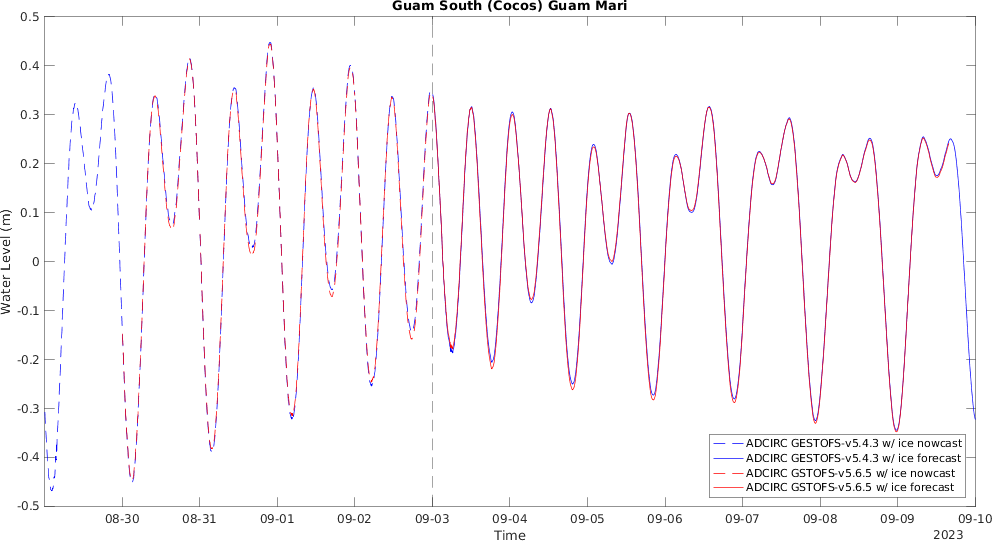 Guam South (Cocos) Guam Mari
0.5
0.4
0.3
0.2
0.1
0
-0.1
-0.2
-0.3
-0.4
-0.5
Water Level (m)
08-30 08-31 09-01 09-02 09-03 09-04 09-05 09-06 09-07 09-08 09-09 09-10
Time
2023
ADCIRC GESTOFS-v5.4.3 w/ ice nowcast
ADCIRC GESTOFS-v5.4.3 w/ ice forecast
ADCIRC GSTOFS-v5.6.5 w/ ice nowcast
ADCIRC GSTOFS-v5.6.5 w/ ice forecast